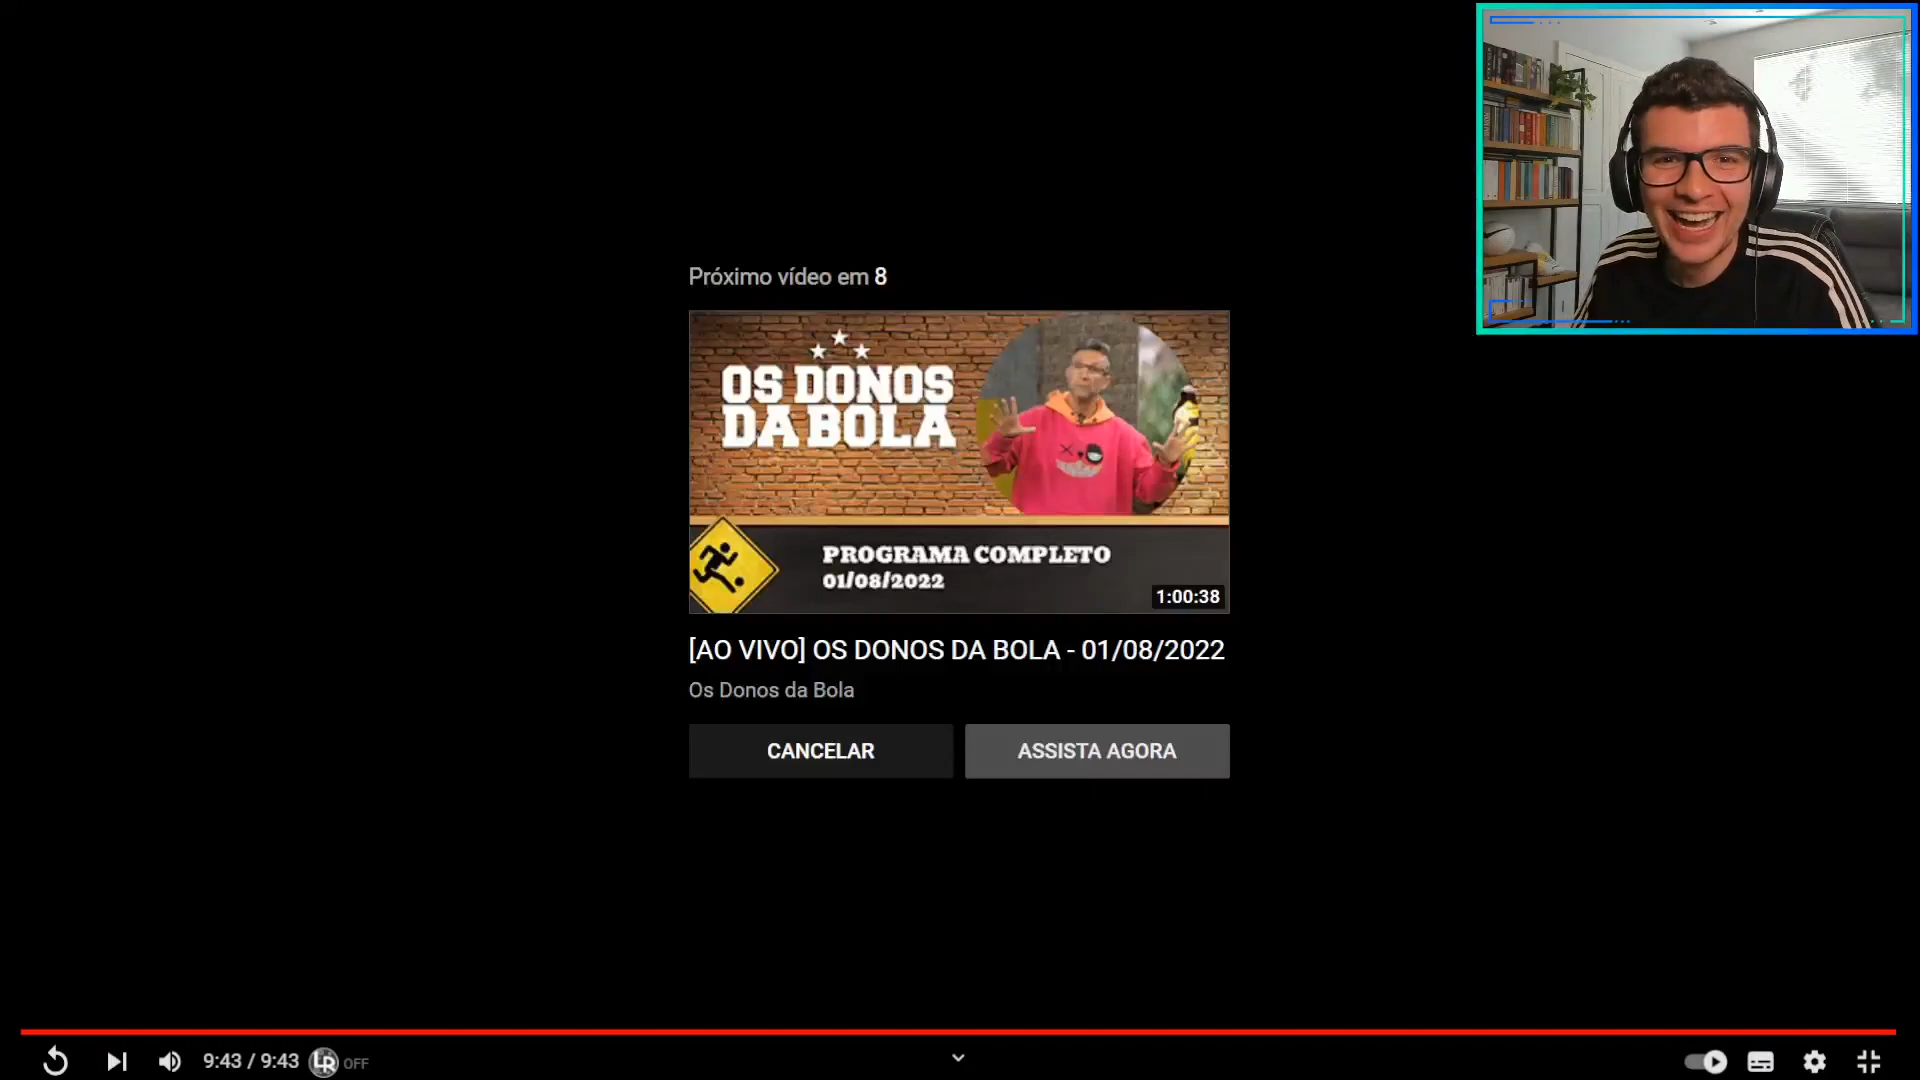 Próximo vídeo em 8
OS DONOS
DA BOLA
PROGRAMA COMPLETO
01/08/2022
1:00:38
[AO VIVO] OS DONOS DA BOLA - 01/08/2022
Os Donos da Bola
CANCELAR
ASSISTA AGORA
9:43 / 9:43
LR
OFF